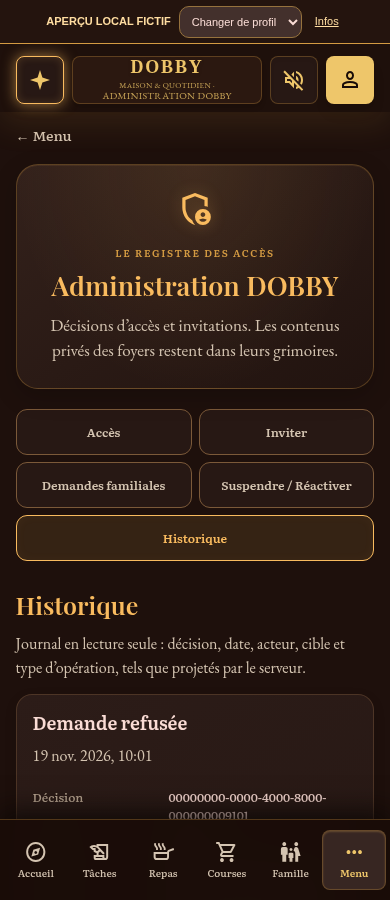 APERÇU LOCAL FICTIF Changer de profil Infos
DOBBY
MAISON & QUOTIDIEN ·
ADMINISTRATION DOBBY
← Menu
LE REGISTRE DES ACCÈS
Administration DOBBY
Décisions d’accès et invitations. Les contenus
privés des foyers restent dans leurs grimoires.
Accès Inviter
Demandes familiales Suspendre / Réactiver
Historique
Historique
Journal en lecture seule : décision, date, acteur, cible et
type d’opération, tels que projetés par le serveur.
Demande refusée
19 nov. 2026, 10:01
Décision 00000000-0000-4000-8000-
000000009101
Accueil Tâches Repas Courses Famille Menu